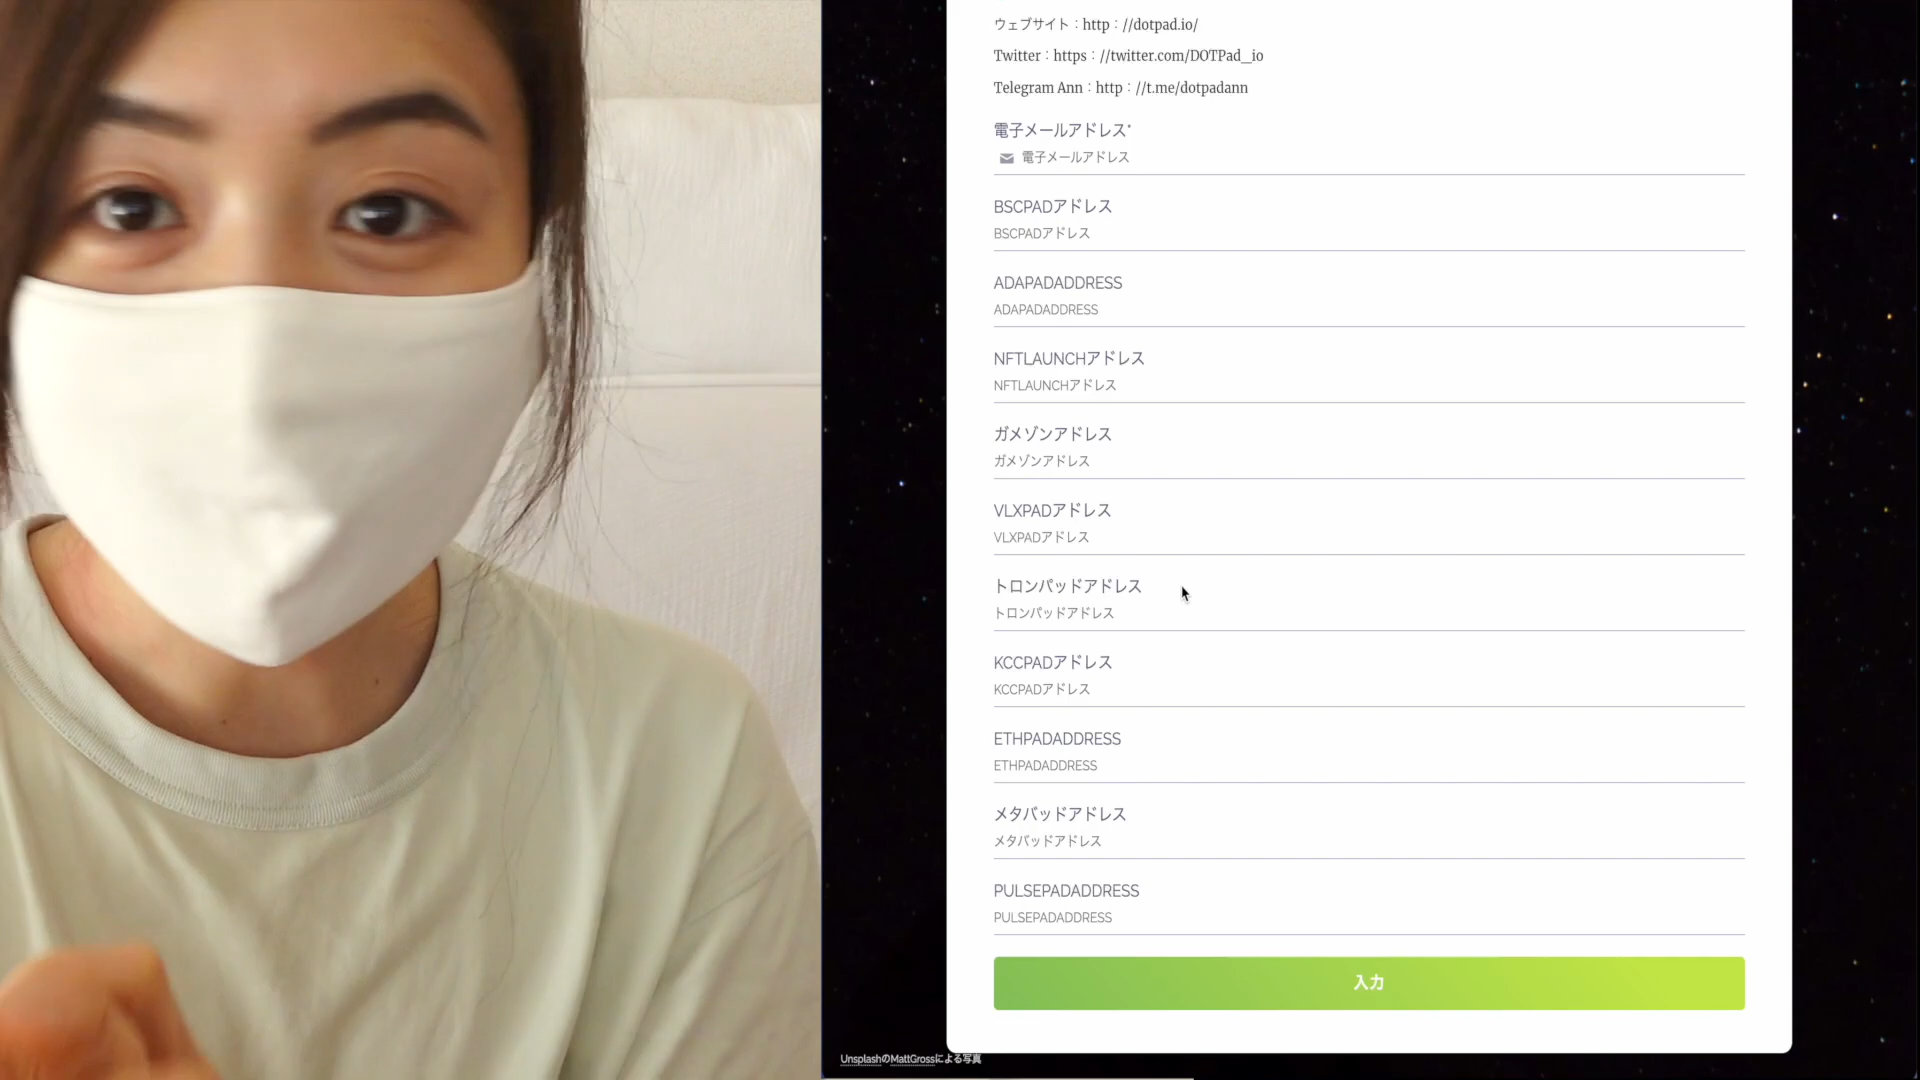 ウェブサイト：http：//dotpad.io/
Twitter：https：//twitter.com/DOTPad_io
Telegram Ann：http：//t.me/dotpadann
電子メールアドレス*
電子メールアドレス
BSCPADアドレス
BSCPADアドレス
ADAPADADDRESS
ADAPADADDRESS
NFTLAUNCHアドレス
NFTLAUNCHアドレス
ガメゾンアドレス
ガメゾンアドレス
VLXPADアドレス
VLXPADアドレス
トロンパッドアドレス
トロンパッドアドレス
KCCPADアドレス
KCCPADアドレス
ETHPADADDRESS
ETHPADADDRESS
メタパッドアドレス
メタパッドアドレス
PULSEPADADDRESS
PULSEPADADDRESS
入力
UnsplashのMattGrossによる写真